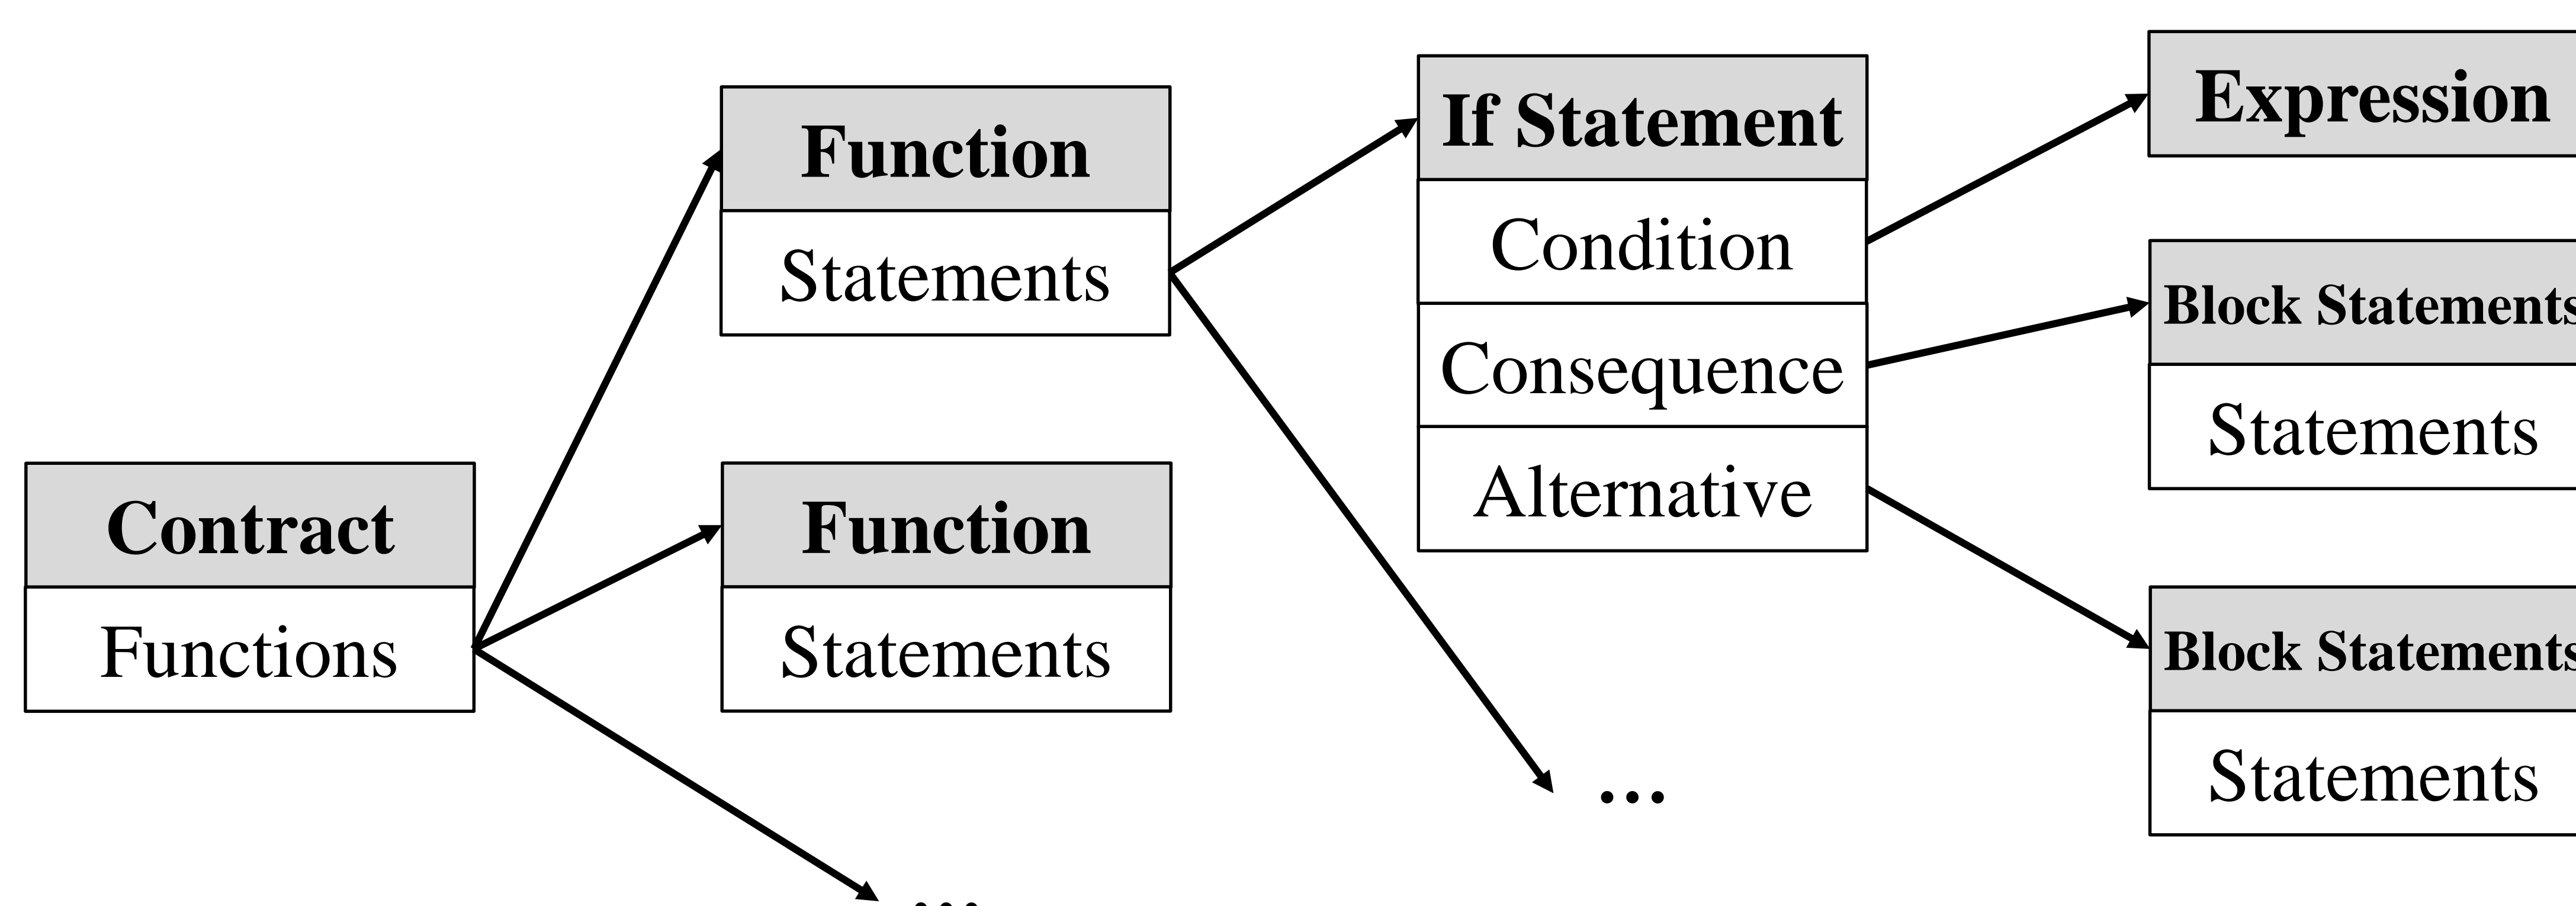 Contract
Functions
Function
Statements
Function
Statements
...
If Statement
Condition
Consequence
Alternative
...
Expression
Block Statements
Statements
Block Statements
Statements